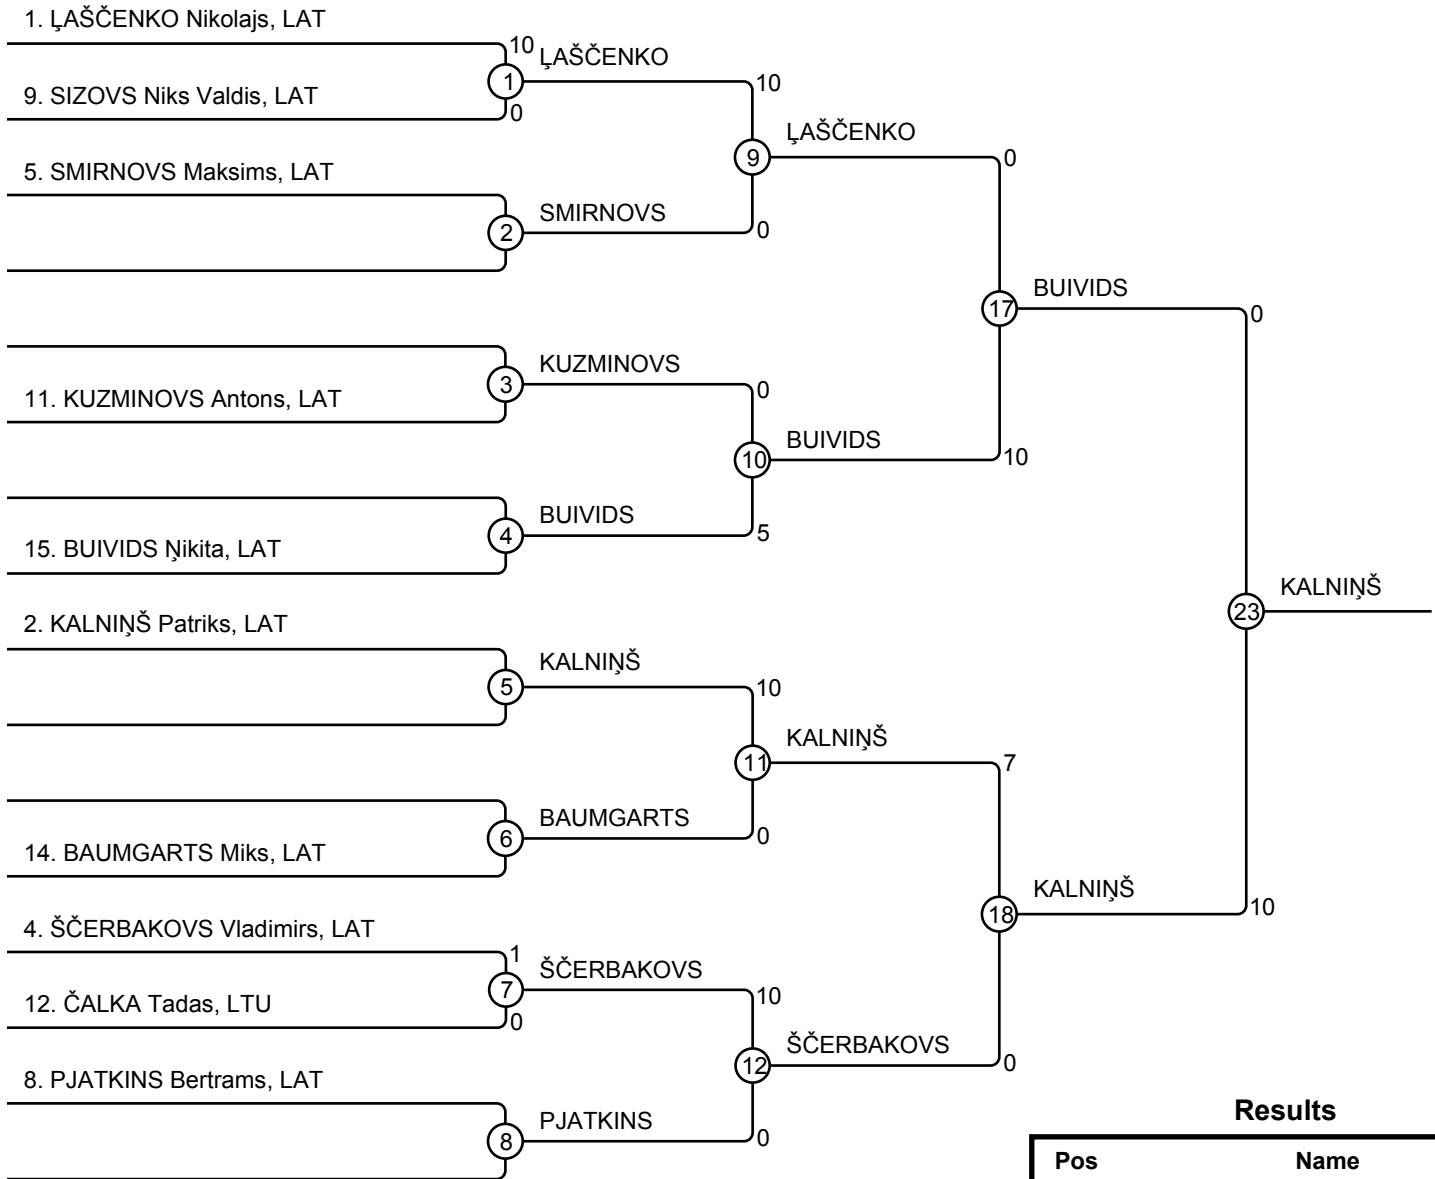 1. ĻAŠČENKO Nikolajs, LAT
10
ĻAŠČENKO
1
10
9. SIZOVS Niks Valdis, LAT
0
ĻAŠČENKO
9
0
5. SMIRNOVS Maksims, LAT
SMIRNOVS
2
0
BUIVIDS
17
0
KUZMINOVS
3
0
11. KUZMINOVS Antons, LAT
BUIVIDS
10
10
BUIVIDS
4
5
15. BUIVIDS Ņikita, LAT
KALNIŅŠ
23
2. KALNIŅŠ Patriks, LAT
KALNIŅŠ
5
10
KALNIŅŠ
11
7
BAUMGARTS
6
0
14. BAUMGARTS Miks, LAT
KALNIŅŠ
18
10
4. ŠČERBAKOVS Vladimirs, LAT
1
ŠČERBAKOVS
7
10
12. ČALKA Tadas, LTU
0
ŠČERBAKOVS
12
0
8. PJATKINS Bertrams, LAT
PJATKINS
8
0
Results
Pos Name